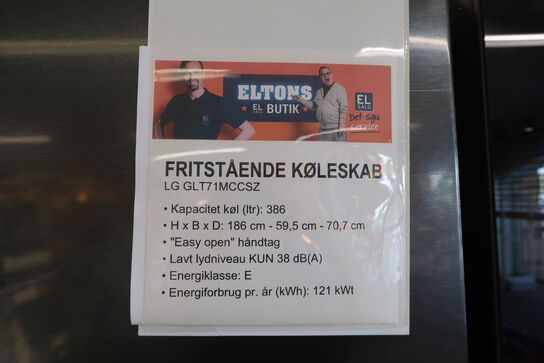 ELTONS
EL SALG BUTIK
EL
SALG
Det sgu
service
FRITSTÅENDE KØLESKAB
LG GLT71MCCSZ
• Kapacitet køl (ltr): 386
• H x B x D: 186 cm - 59,5 cm - 70,7 cm
• "Easy open" håndtag
• Lavt lydniveau KUN 38 dB(A)
• Energiklasse: E
• Energiforbrug pr. år (kWh): 121 kWt